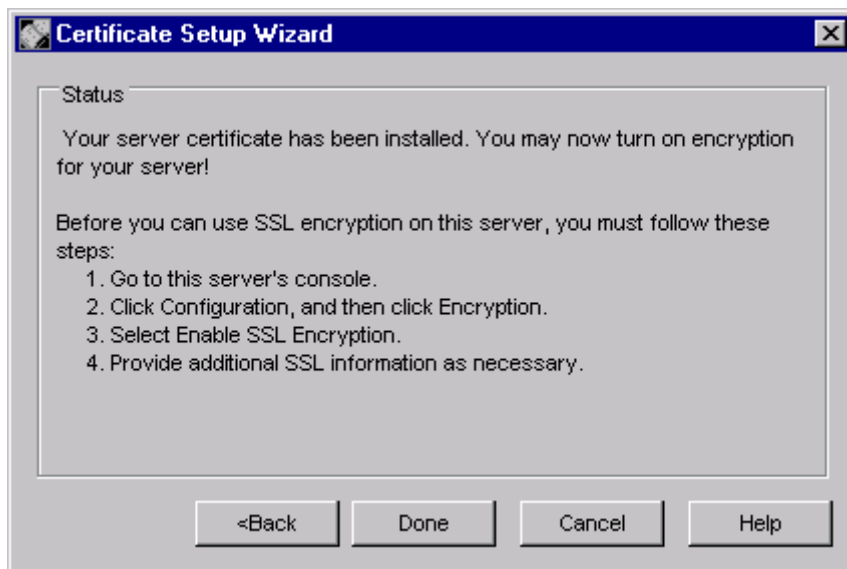 Certificate Setup Wizard
Status
Your server certificate has been installed. You may now turn on encryption
for your server!
Before you can use SSL encryption on this server, you must follow these
steps:
1. Go to this server's console.
2. Click Configuration, and then click Encryption.
3. Select Enable SSL Encryption.
4. Provide additional SSL information as necessary.
<Back Done Cancel Help